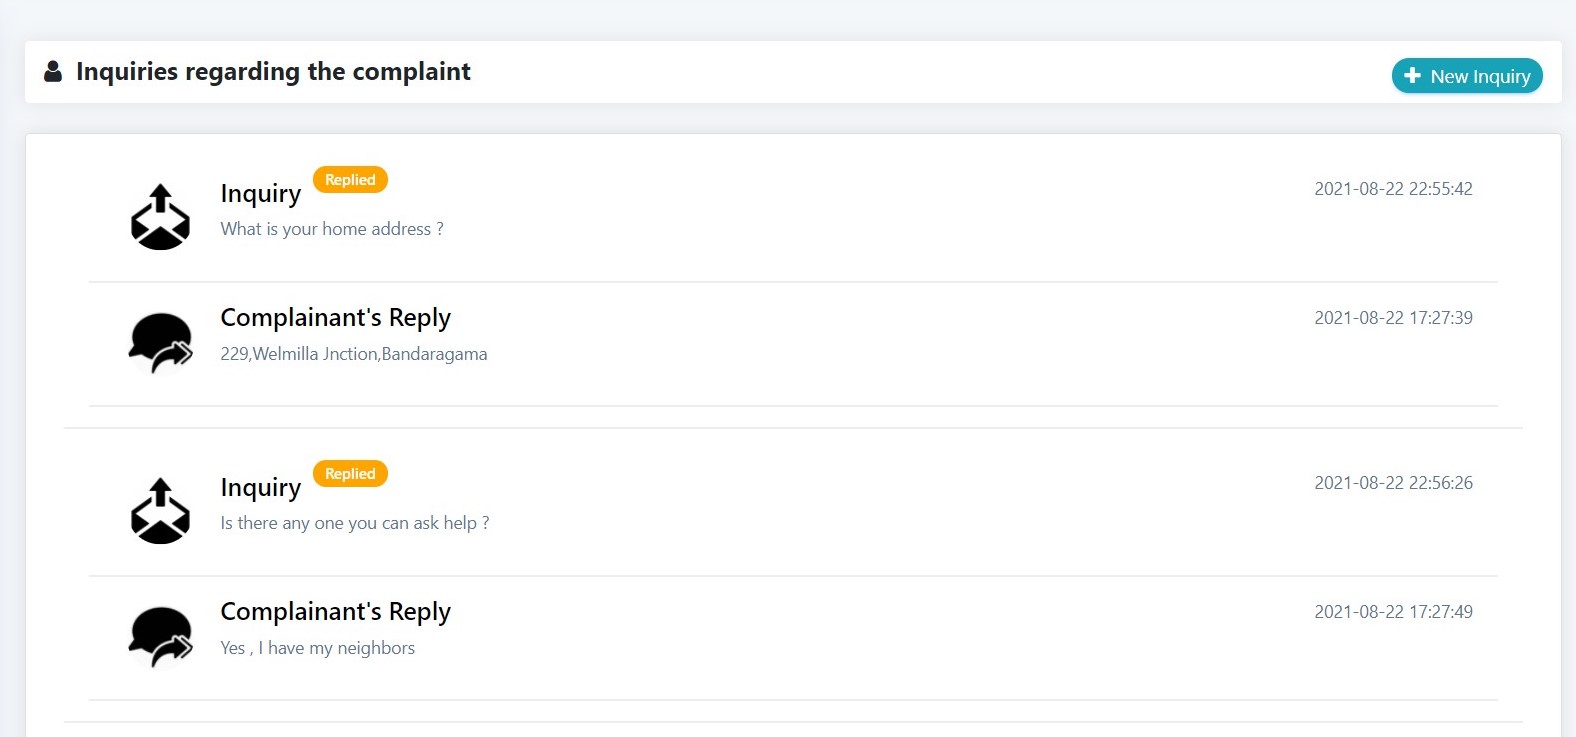 Inquiries regarding the complaint
New Inquiry
Inquiry
Replied
2021-08-22 22:55:42
What is your home address ?
Complainant's Reply
2021-08-22 17:27:39
229,Welmilla Jnction,Bandaragama
Inquiry
Replied
2021-08-22 22:56:26
Is there any one you can ask help ?
Complainant's Reply
2021-08-22 17:27:49
Yes , I have my neighbors